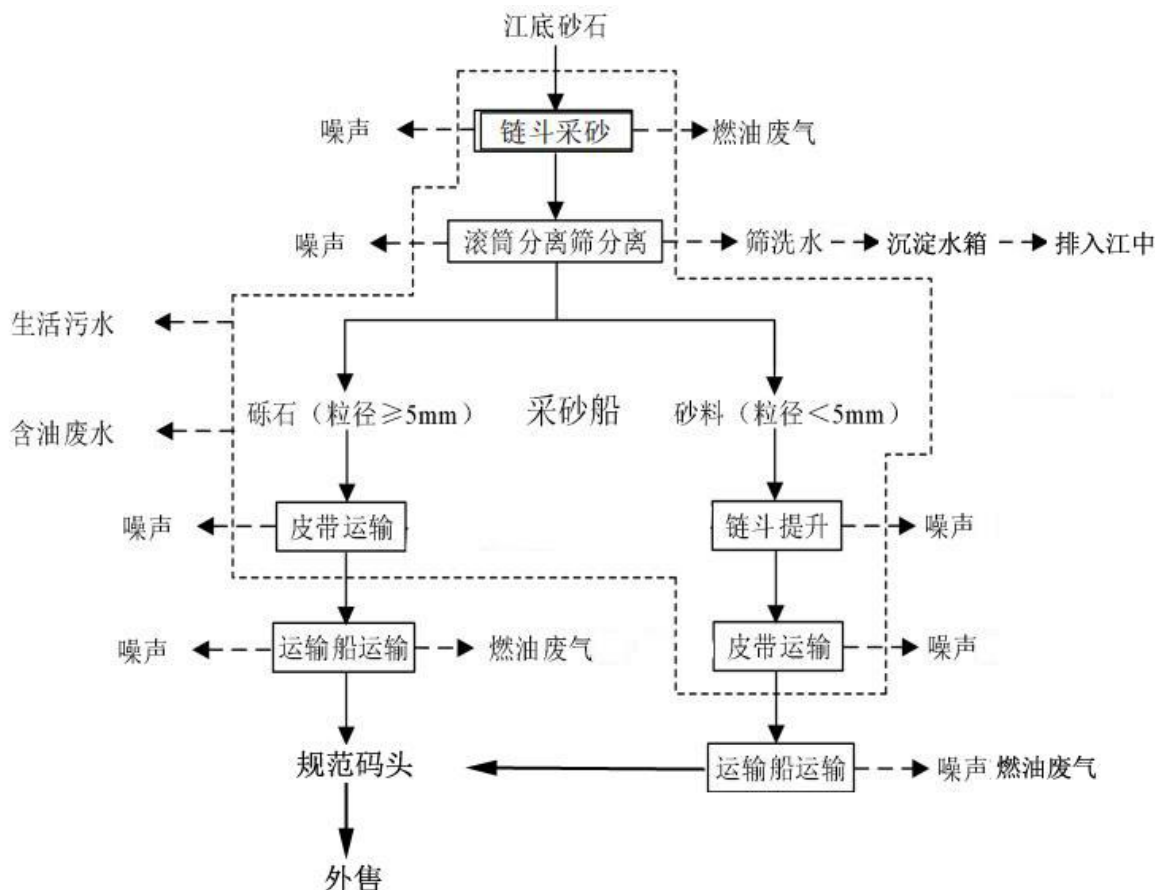 江底砂石
噪声
链斗采砂
燃油废气
噪声
滚筒分离筛分离
筛洗水
沉淀水箱
排入江中
生活污水
砾石（粒径≥5mm）
采砂船
砂料（粒径＜5mm）
含油废水
噪声
皮带运输
链斗提升
噪声
噪声
运输船运输
燃油废气
皮带运输
噪声
规范码头
运输船运输
噪声 燃油废气
外售